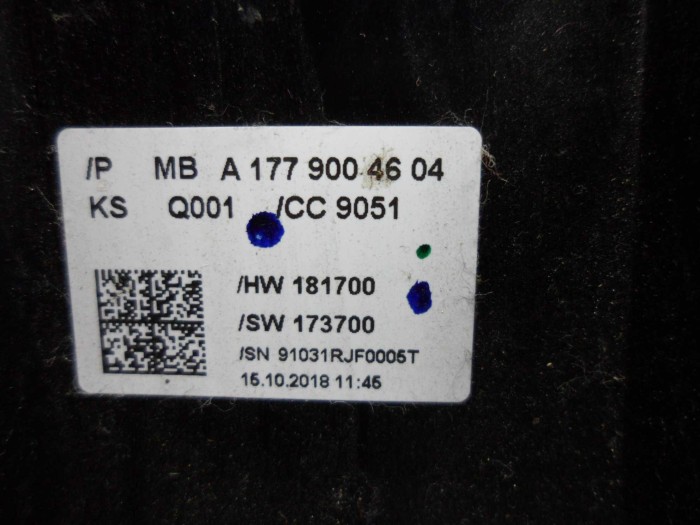 /P MB A 177 900 46 04
KS Q001 /CC 9051
/HW 181700
/SW 173700
/SN 91031RJF0005T
15.10.2018 11:45